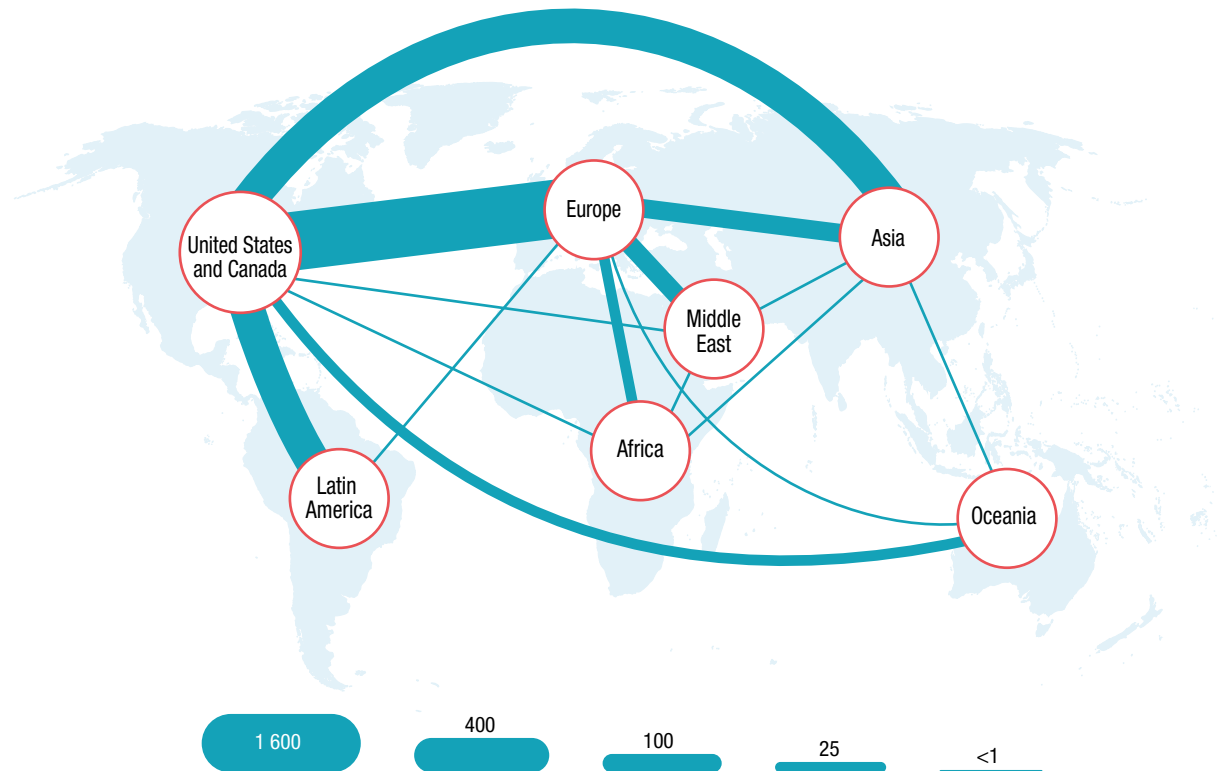 United States
and Canada
Europe
Asia
Middle
East
Africa
Latin
America
Oceania
1 600
400
100
25
<1